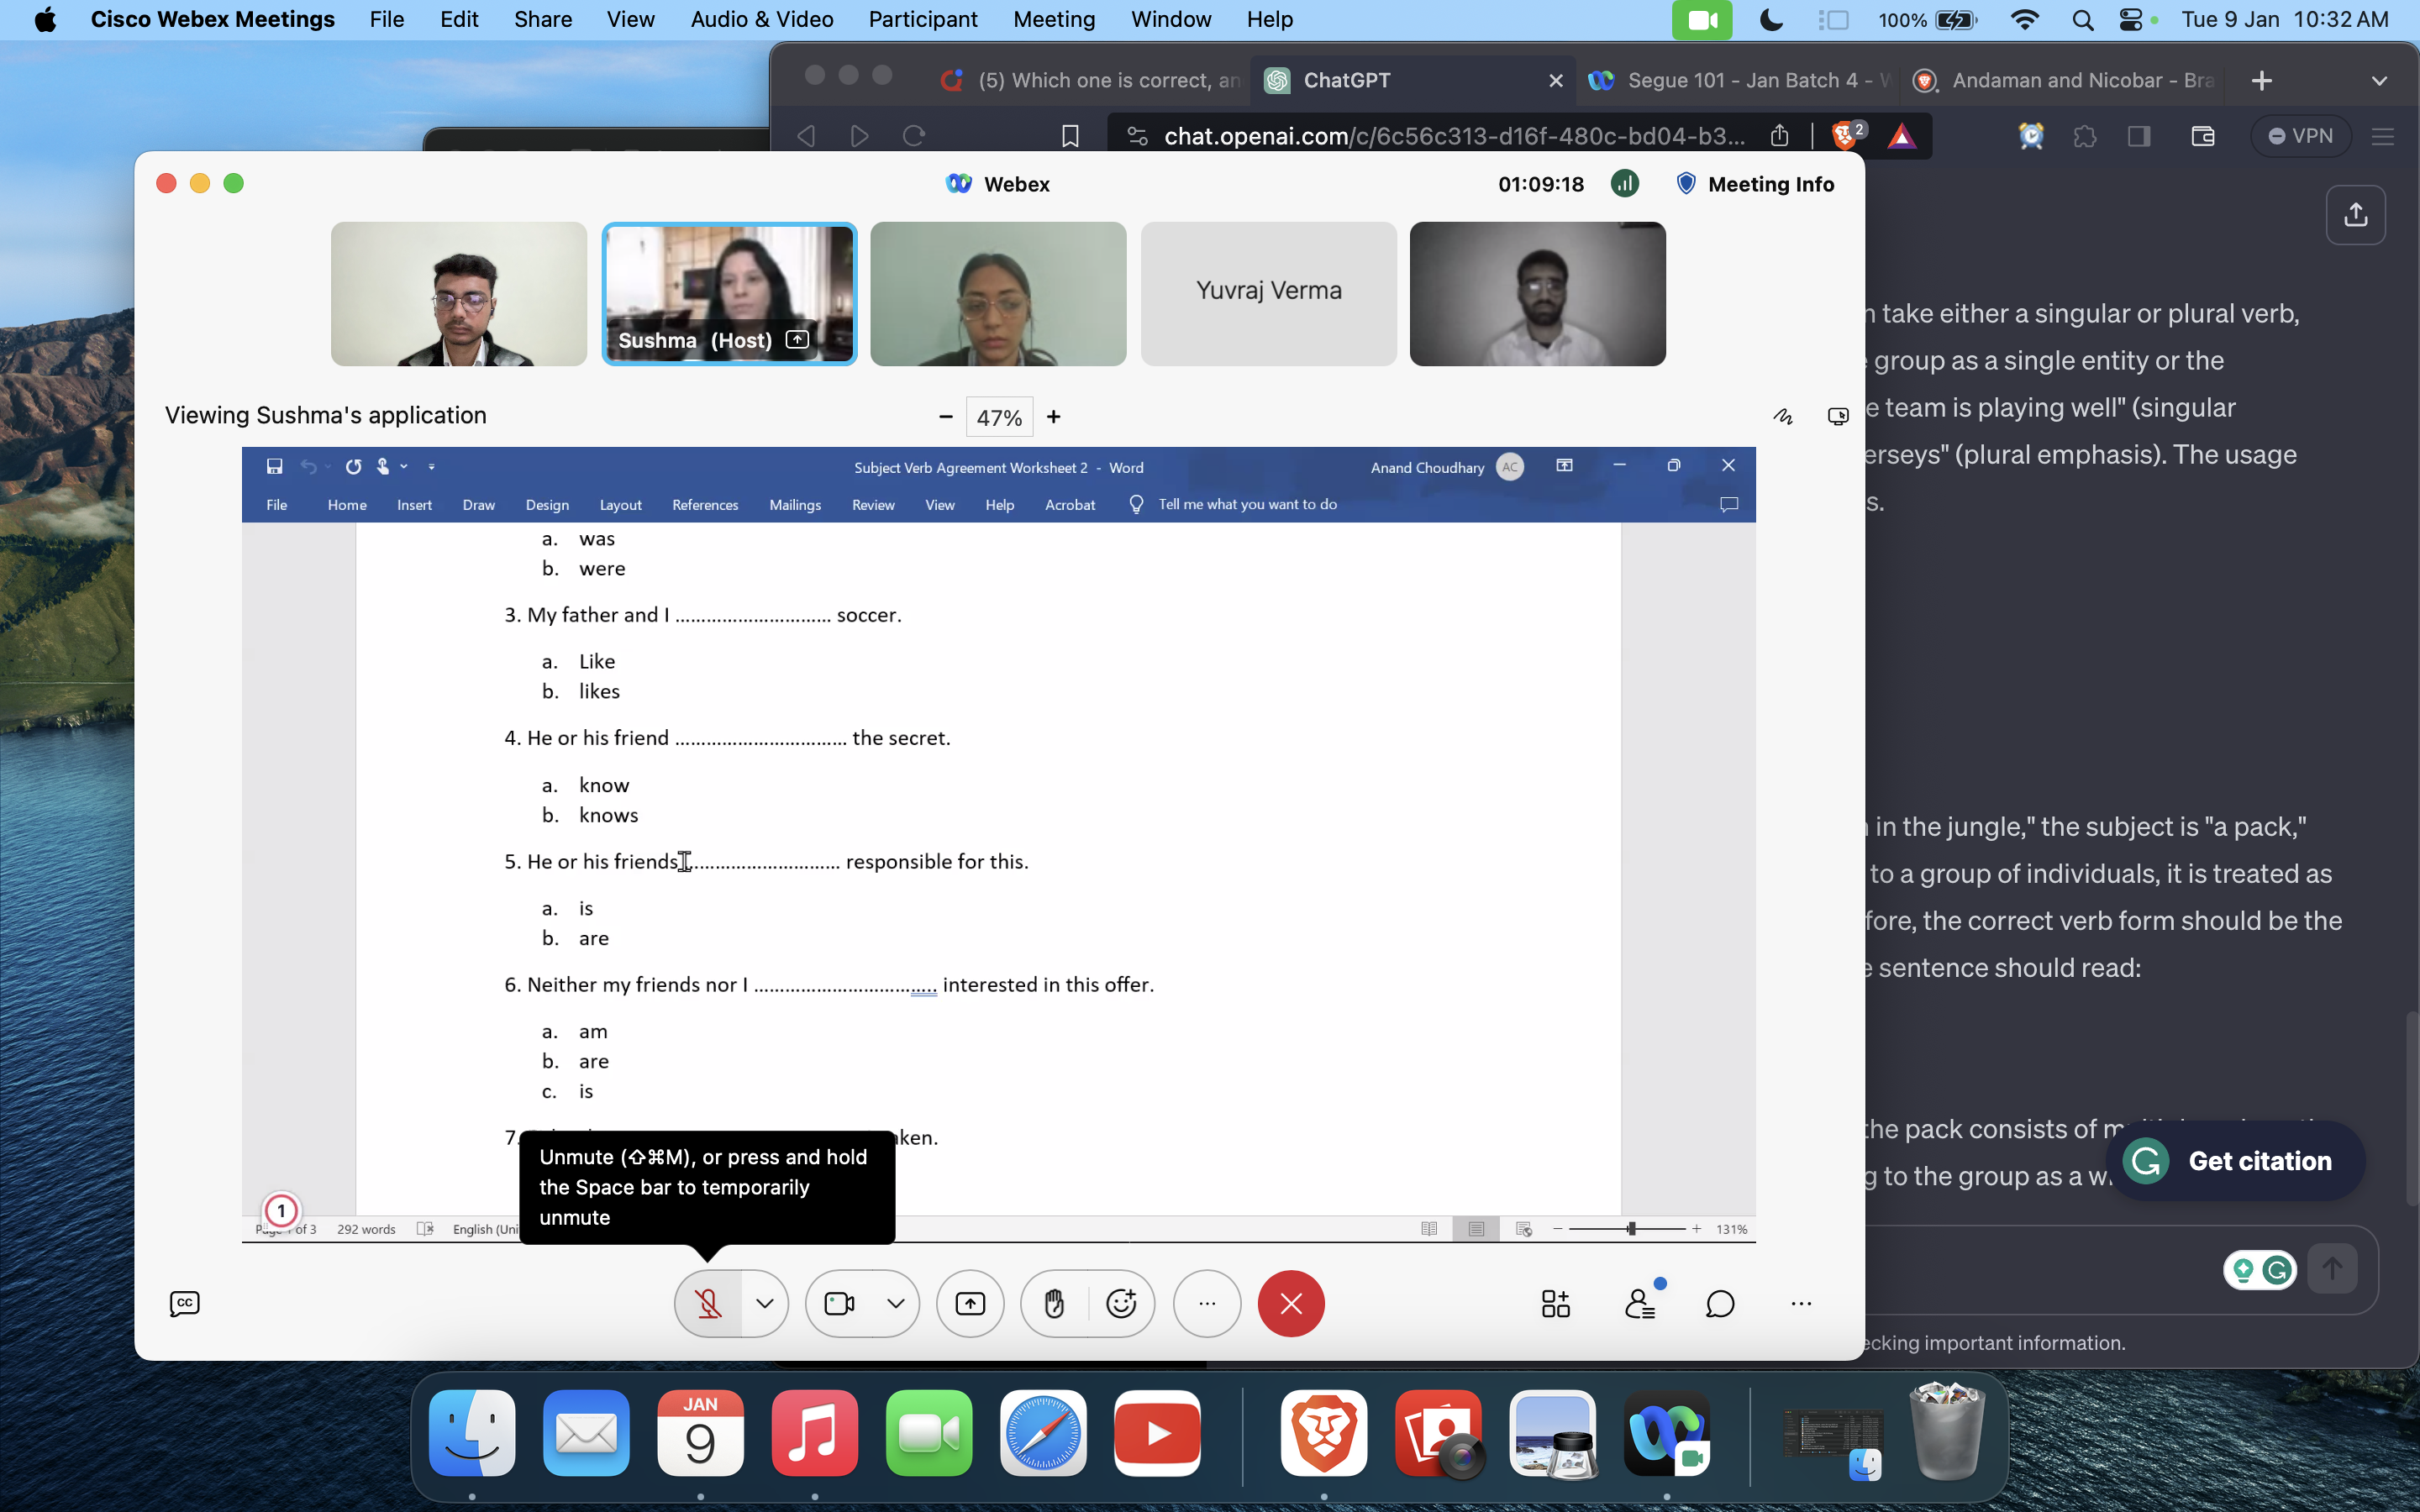 Cisco Webex Meetings File Edit Share View Audio & Video Participant Meeting Window Help 100% Tue 9 Jan 10:32 AM
(5) Which one is correct, an ChatGPT Segue 101 - Jan Batch 4 - Andaman and Nicobar - Bra
chat.openai.com/c/6c56c313-d16f-480c-bd04-b3... 2 VPN
Webex 01:09:18 Meeting Info
Yuvraj Verma
Sushma (Host)
take either a singular or plural verb,
group as a single entity or the
team is playing well" (singular
erseys" (plural emphasis). The usage
s.
Viewing Sushma's application 47%
Subject Verb Agreement Worksheet 2 - Word Anand Choudhary AC
File Home Insert Draw Design Layout References Mailings Review View Help Acrobat Tell me what you want to do
a. was
b. were
3. My father and I .............................. soccer.
a. Like
b. likes
4. He or his friend ................................. the secret.
a. know
b. knows
5. He or his friends.............................. responsible for this.
a. is
b. are
6. Neither my friends nor I ................................... interested in this offer.
a. am
b. are
c. is
7. aken.
in the jungle," the subject is "a pack,"
to a group of individuals, it is treated as
fore, the correct verb form should be the
sentence should read:
the pack consists of
g to the group as a w
Get citation
Unmute (⇧⌘M), or press and hold
the Space bar to temporarily
unmute
1
of 3 292 words English (Uni 131%
CC
ecking important information.
JAN
9